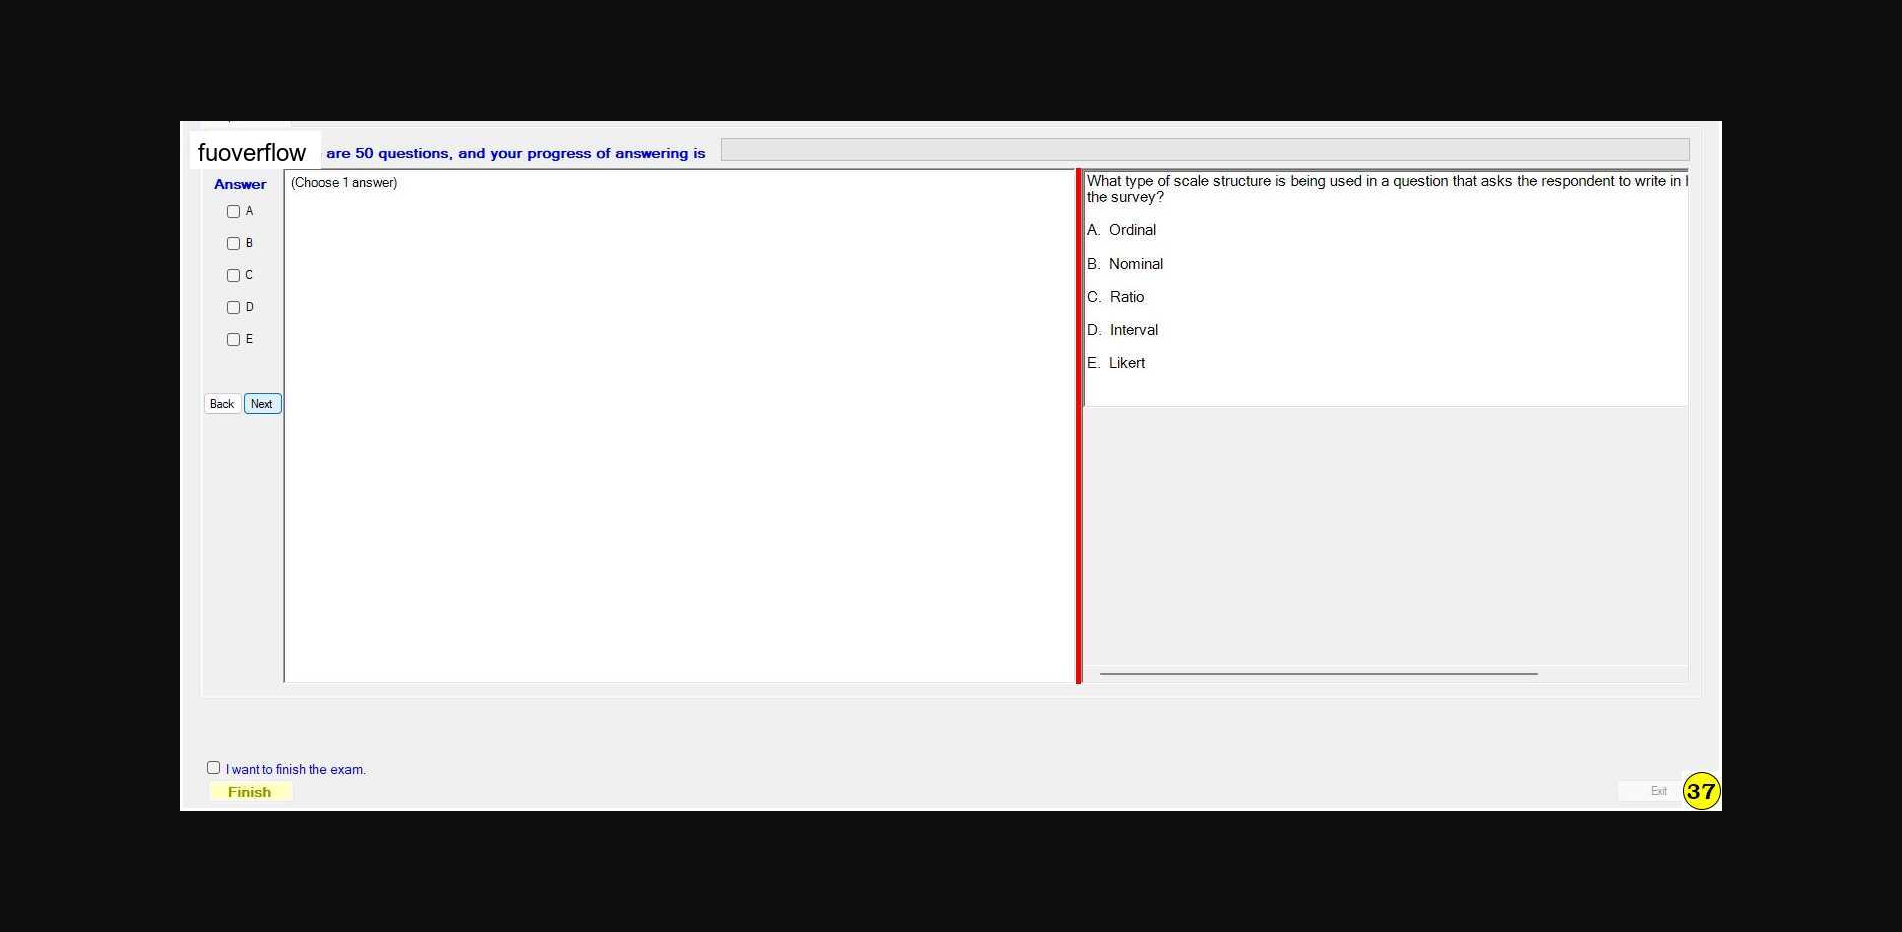 fuoverflow are 50 questions, and your progress of answering is
Answer
A
B
C
D
E
Back Next
(Choose 1 answer)
What type of scale structure is being used in a question that asks the respondent to write in
the survey?
A. Ordinal
B. Nominal
C. Ratio
D. Interval
E. Likert
I want to finish the exam.
Finish
Exit
37